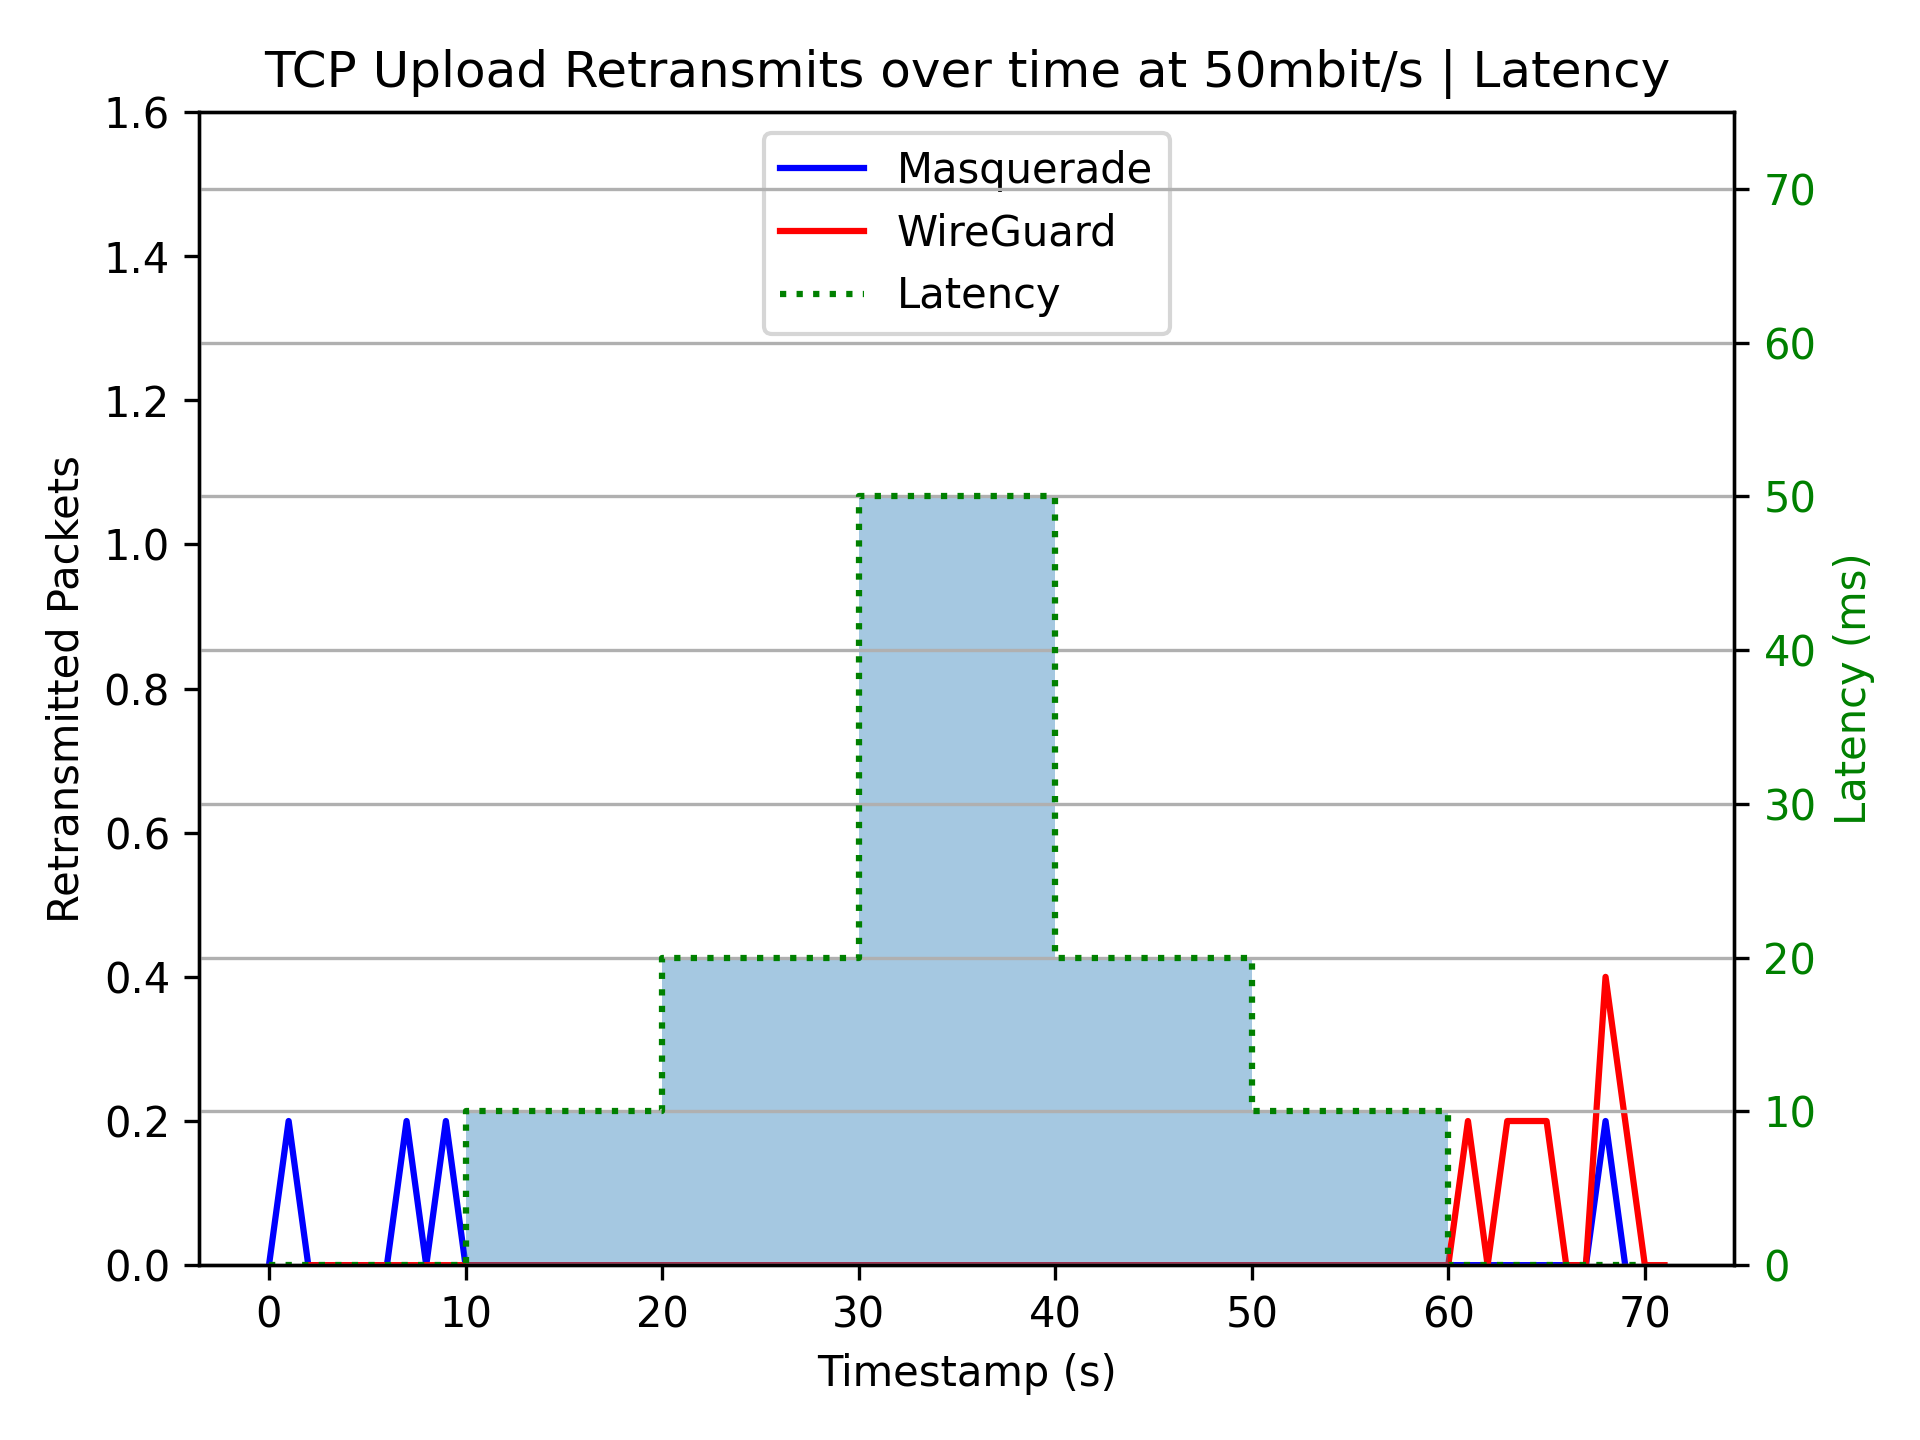 TCP Upload Retransmits over time at 50mbit/s | Latency
Masquerade
WireGuard
Latency
Retransmitted Packets
1.6
1.4
1.2
1.0
0.8
0.6
0.4
0.2
0.0
70
60
50
40
30
20
10
0
Latency (ms)
0 10 20 30 40 50 60 70
Timestamp (s)